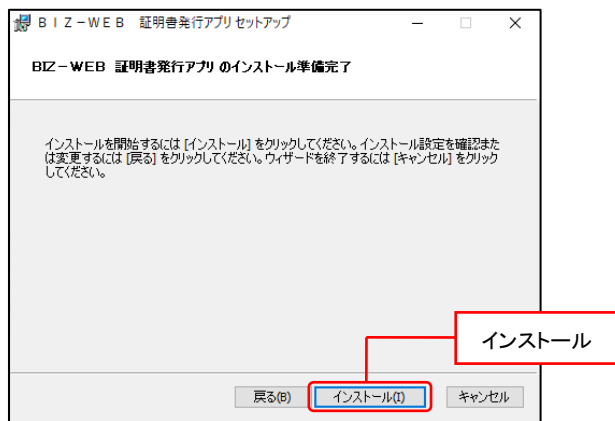 BIZ-WEB 証明書発行アプリ セットアップ
BIZ-WEB 証明書発行アプリ のインストール準備完了
インストールを開始するには [インストール] をクリックしてください。インストール設定を確認また
は変更するには [戻る] をクリックしてください。ウィザードを終了するには [キャンセル] をクリック
してください。
インストール
戻る(B)
インストール(I)
キャンセル